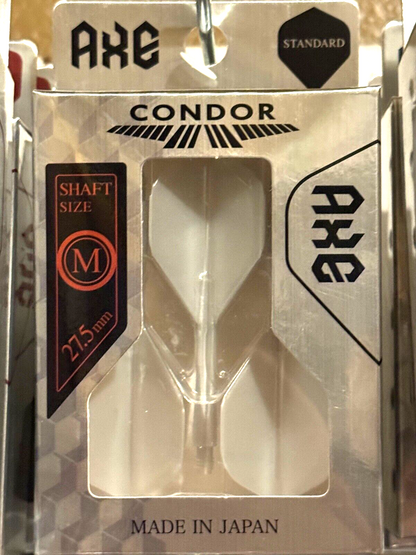 AXE
STANDARD
CONDOR
SHAFT
SIZE
M
27.5mm
AXE
MADE IN JAPAN